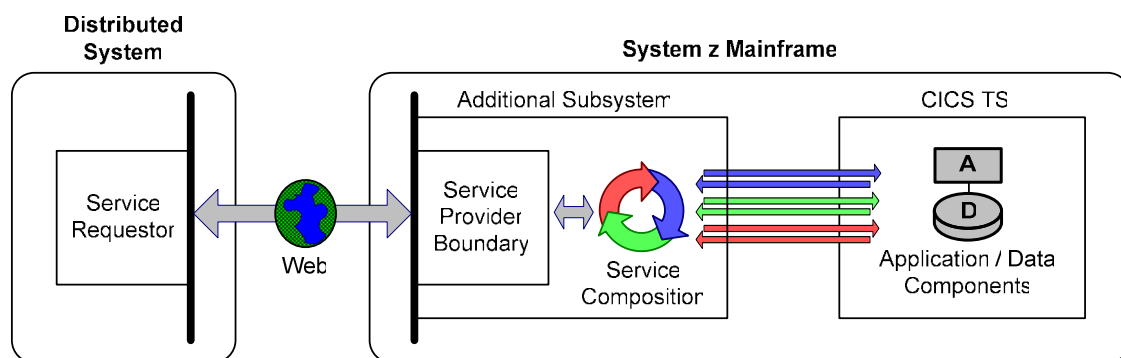 Distributed
System
System z Mainframe
Additional Subsystem
CICS TS
Service
Requestor
Web
Service
Provider
Boundary
Service
Composition
A
D
Application / Data
Components